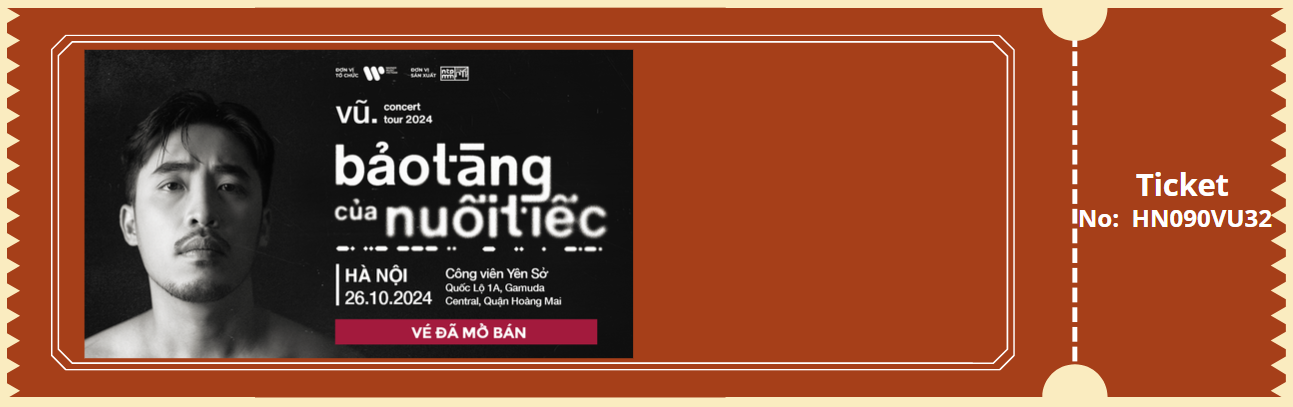 ĐƠN VỊ
TỔ CHỨC
ĐƠN VỊ
SẢN XUẤT
vũ.
concert
tour 2024
bảo tàng
của nuối tiếc
HÀ NỘI
26.10.2024
Công viên Yên Sở
Quốc Lộ 1A, Gamuda
Central, Quận Hoàng Mai
VÉ ĐÃ MỞ BÁN
Ticket
No: HN090VU32